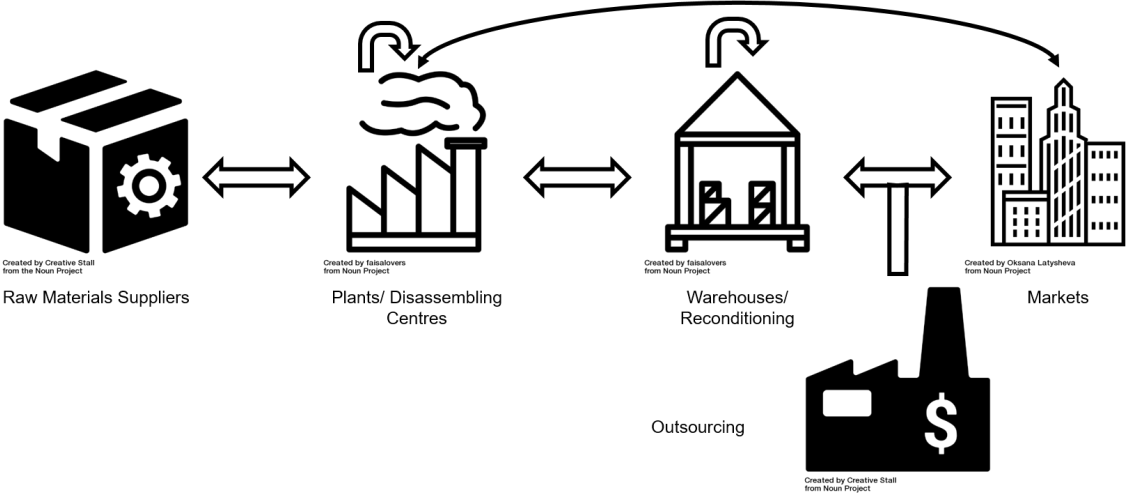 Created by Creative Stall
from the Noun Project
Raw Materials Suppliers
Created by faisalovers
from Noun Project
Plants/ Disassembling
Centres
Created by faisalovers
from Noun Project
Warehouses/
Reconditioning
Created by Oksana Latysheva
from Noun Project
Markets
Outsourcing
$
Created by Creative Stall
from Noun Project